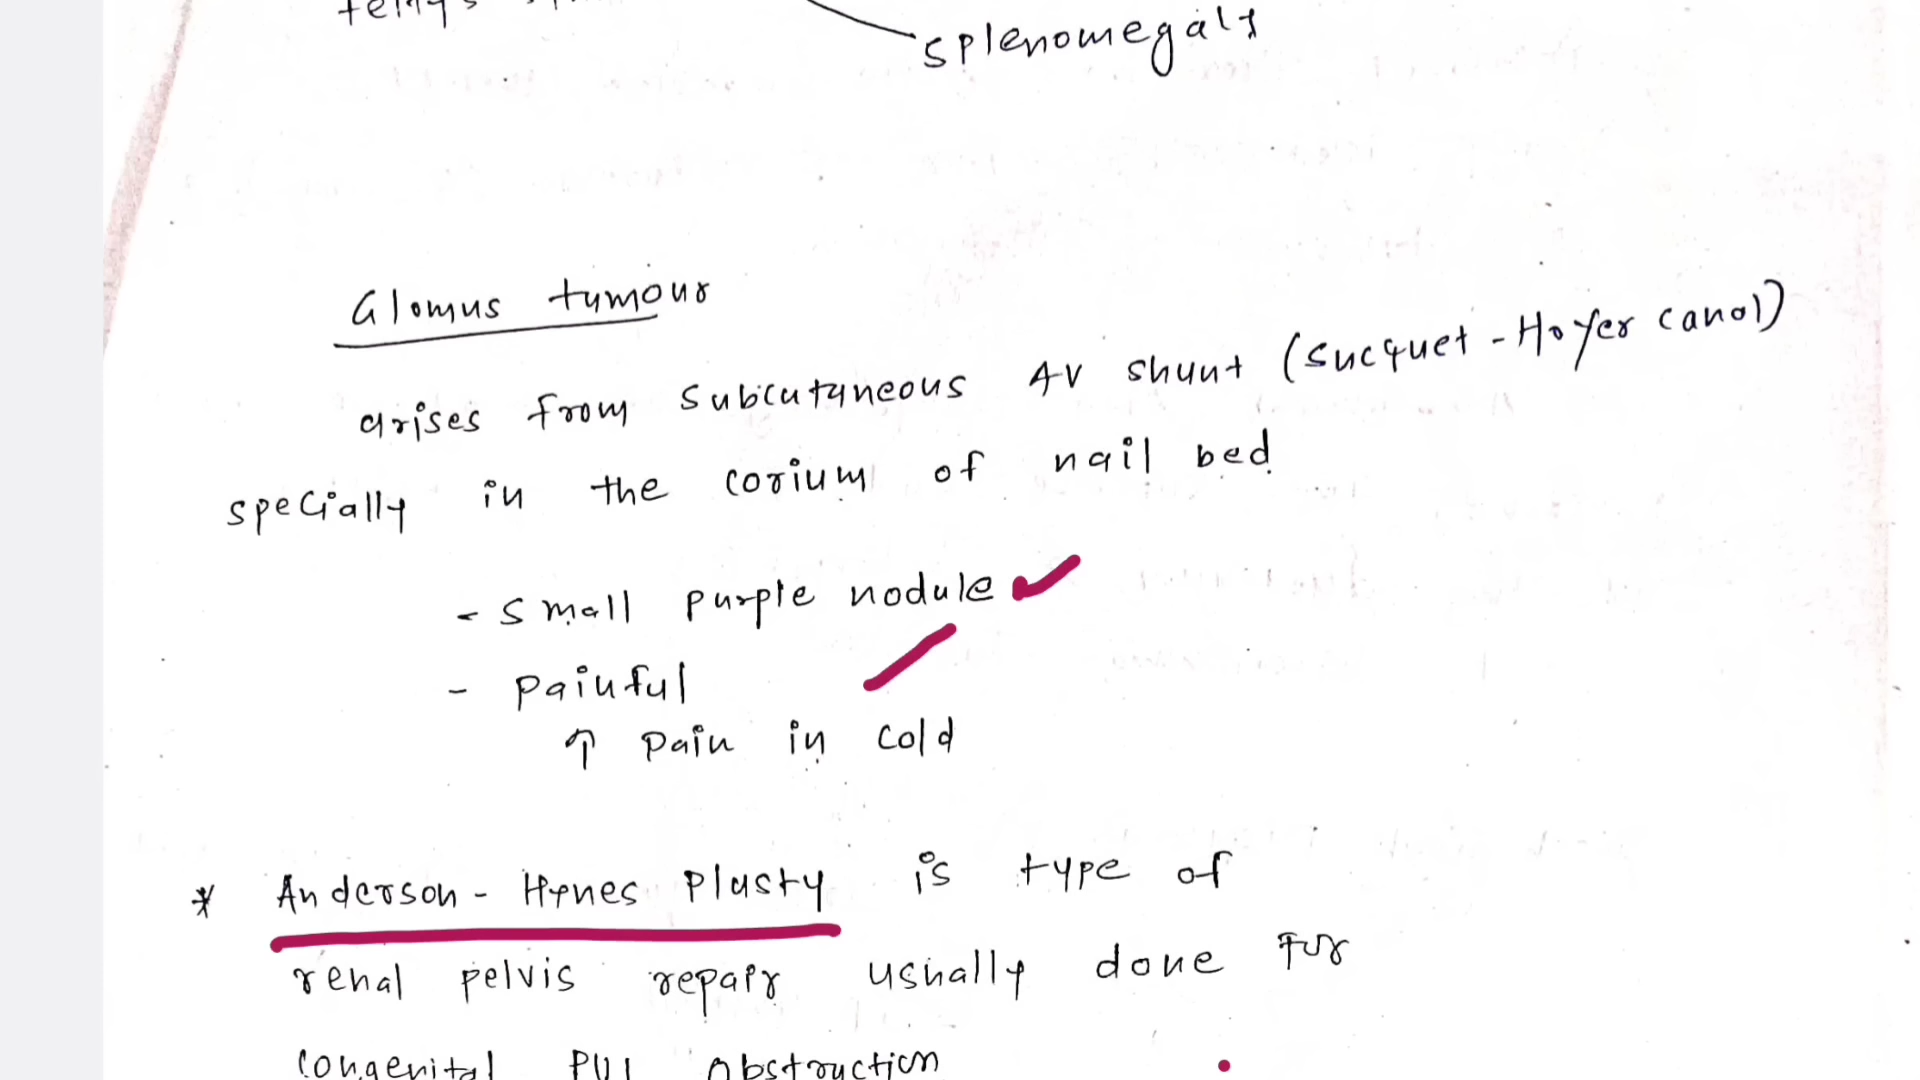 splenomegaly
Glomus tumour
arises from subcutaneous AV shunt (sucquet - Hoyer canal)
specially in the corium of nail bed
- small purple nodule ✓
- painful
↑ pain in cold
* Anderson - Hynes Plasty is type of
renal pelvis repair usually done for
congenital PUJ obstruction